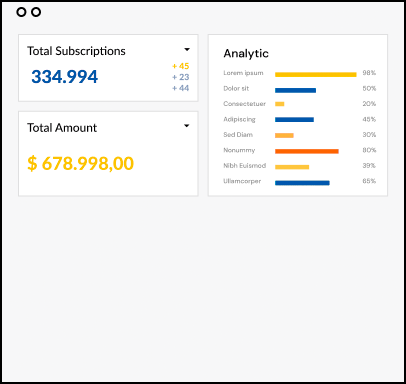 Total Subscriptions
334.994
+ 45
+ 23
+ 44
Total Amount
$ 678.998,00
Analytic
Lorem ipsum 98%
Dolor sit 50%
Consectetuer 20%
Adipiscing 45%
Sed Diam 30%
Nonummy 80%
Nibh Euismod 39%
Ullamcorper 65%